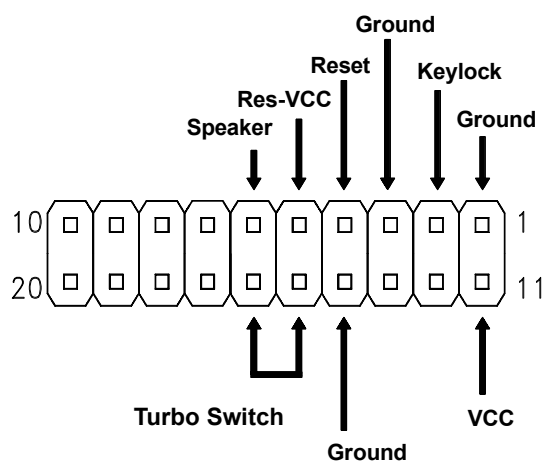 Ground
Reset
Keylock
Res-VCC
Ground
Speaker
10
1
20
11
Turbo Switch
VCC
Ground